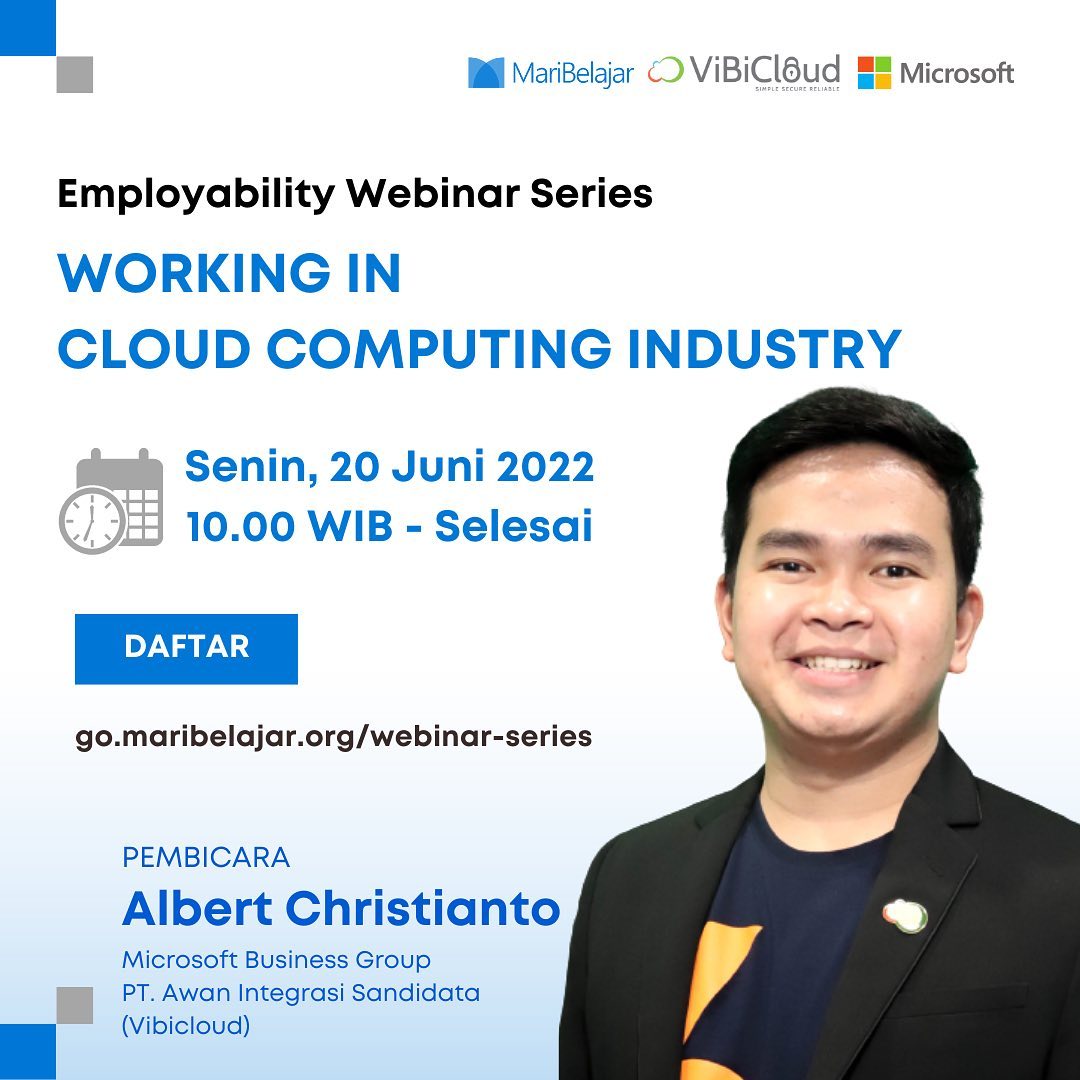 MariBelajar ViBiCloud Microsoft
SIMPLE SECURE RELIABLE
Employability Webinar Series
WORKING IN
CLOUD COMPUTING INDUSTRY
Senin, 20 Juni 2022
10.00 WIB - Selesai
DAFTAR
go.maribelajar.org/webinar-series
PEMBICARA
Albert Christianto
Microsoft Business Group
PT. Awan Integrasi Sandidata
(Vibicloud)